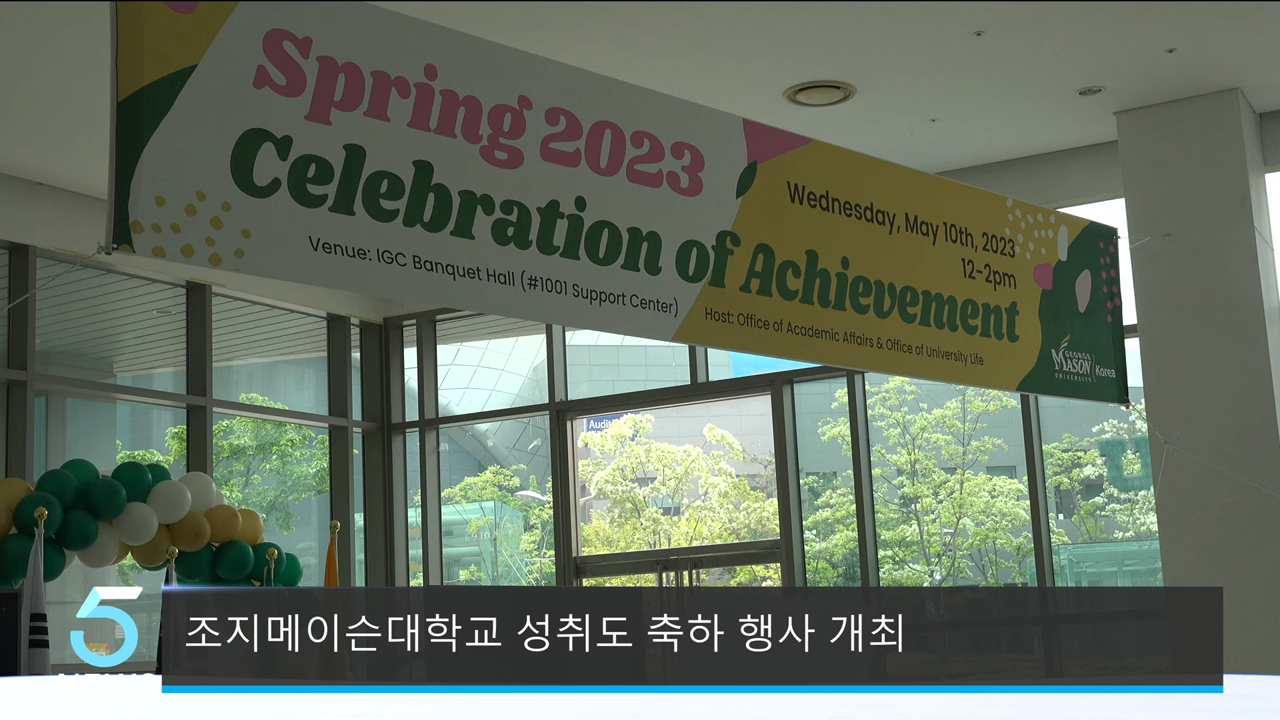 Spring 2023
Celebration of Achievement
Venue: IGC Banquet Hall (#1001 Support Center)
Wednesday, May 10th, 2023
12-2pm
Host: Office of Academic Affairs & Office of University Life
GEORGE
MASON
UNIVERSITY
Korea
U
5
조지메이슨대학교 성취도 축하 행사 개최